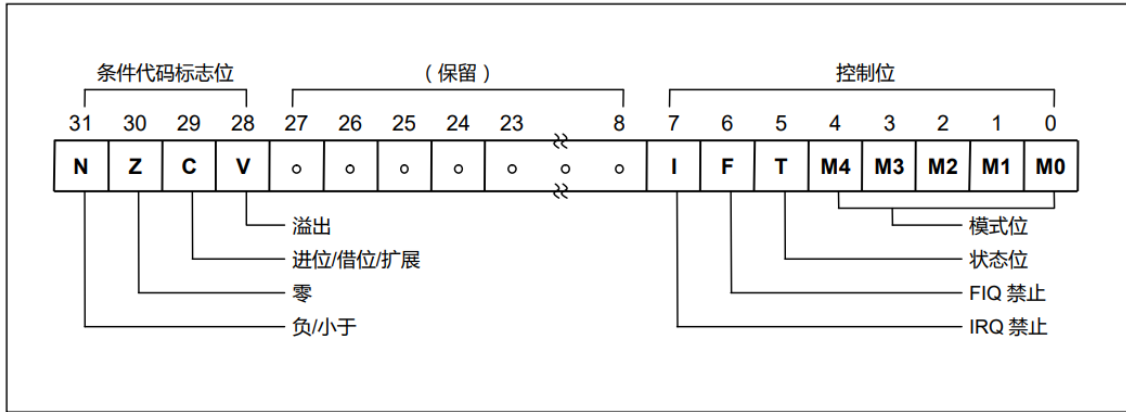 条件代码标志位 （保留） 控制位
31 30 29 28 27 26 25 24 23 8 7 6 5 4 3 2 1 0
N Z C V I F T M4 M3 M2 M1 M0
溢出 模式位
进位/借位/扩展 状态位
零 FIQ 禁止
负/小于 IRQ 禁止